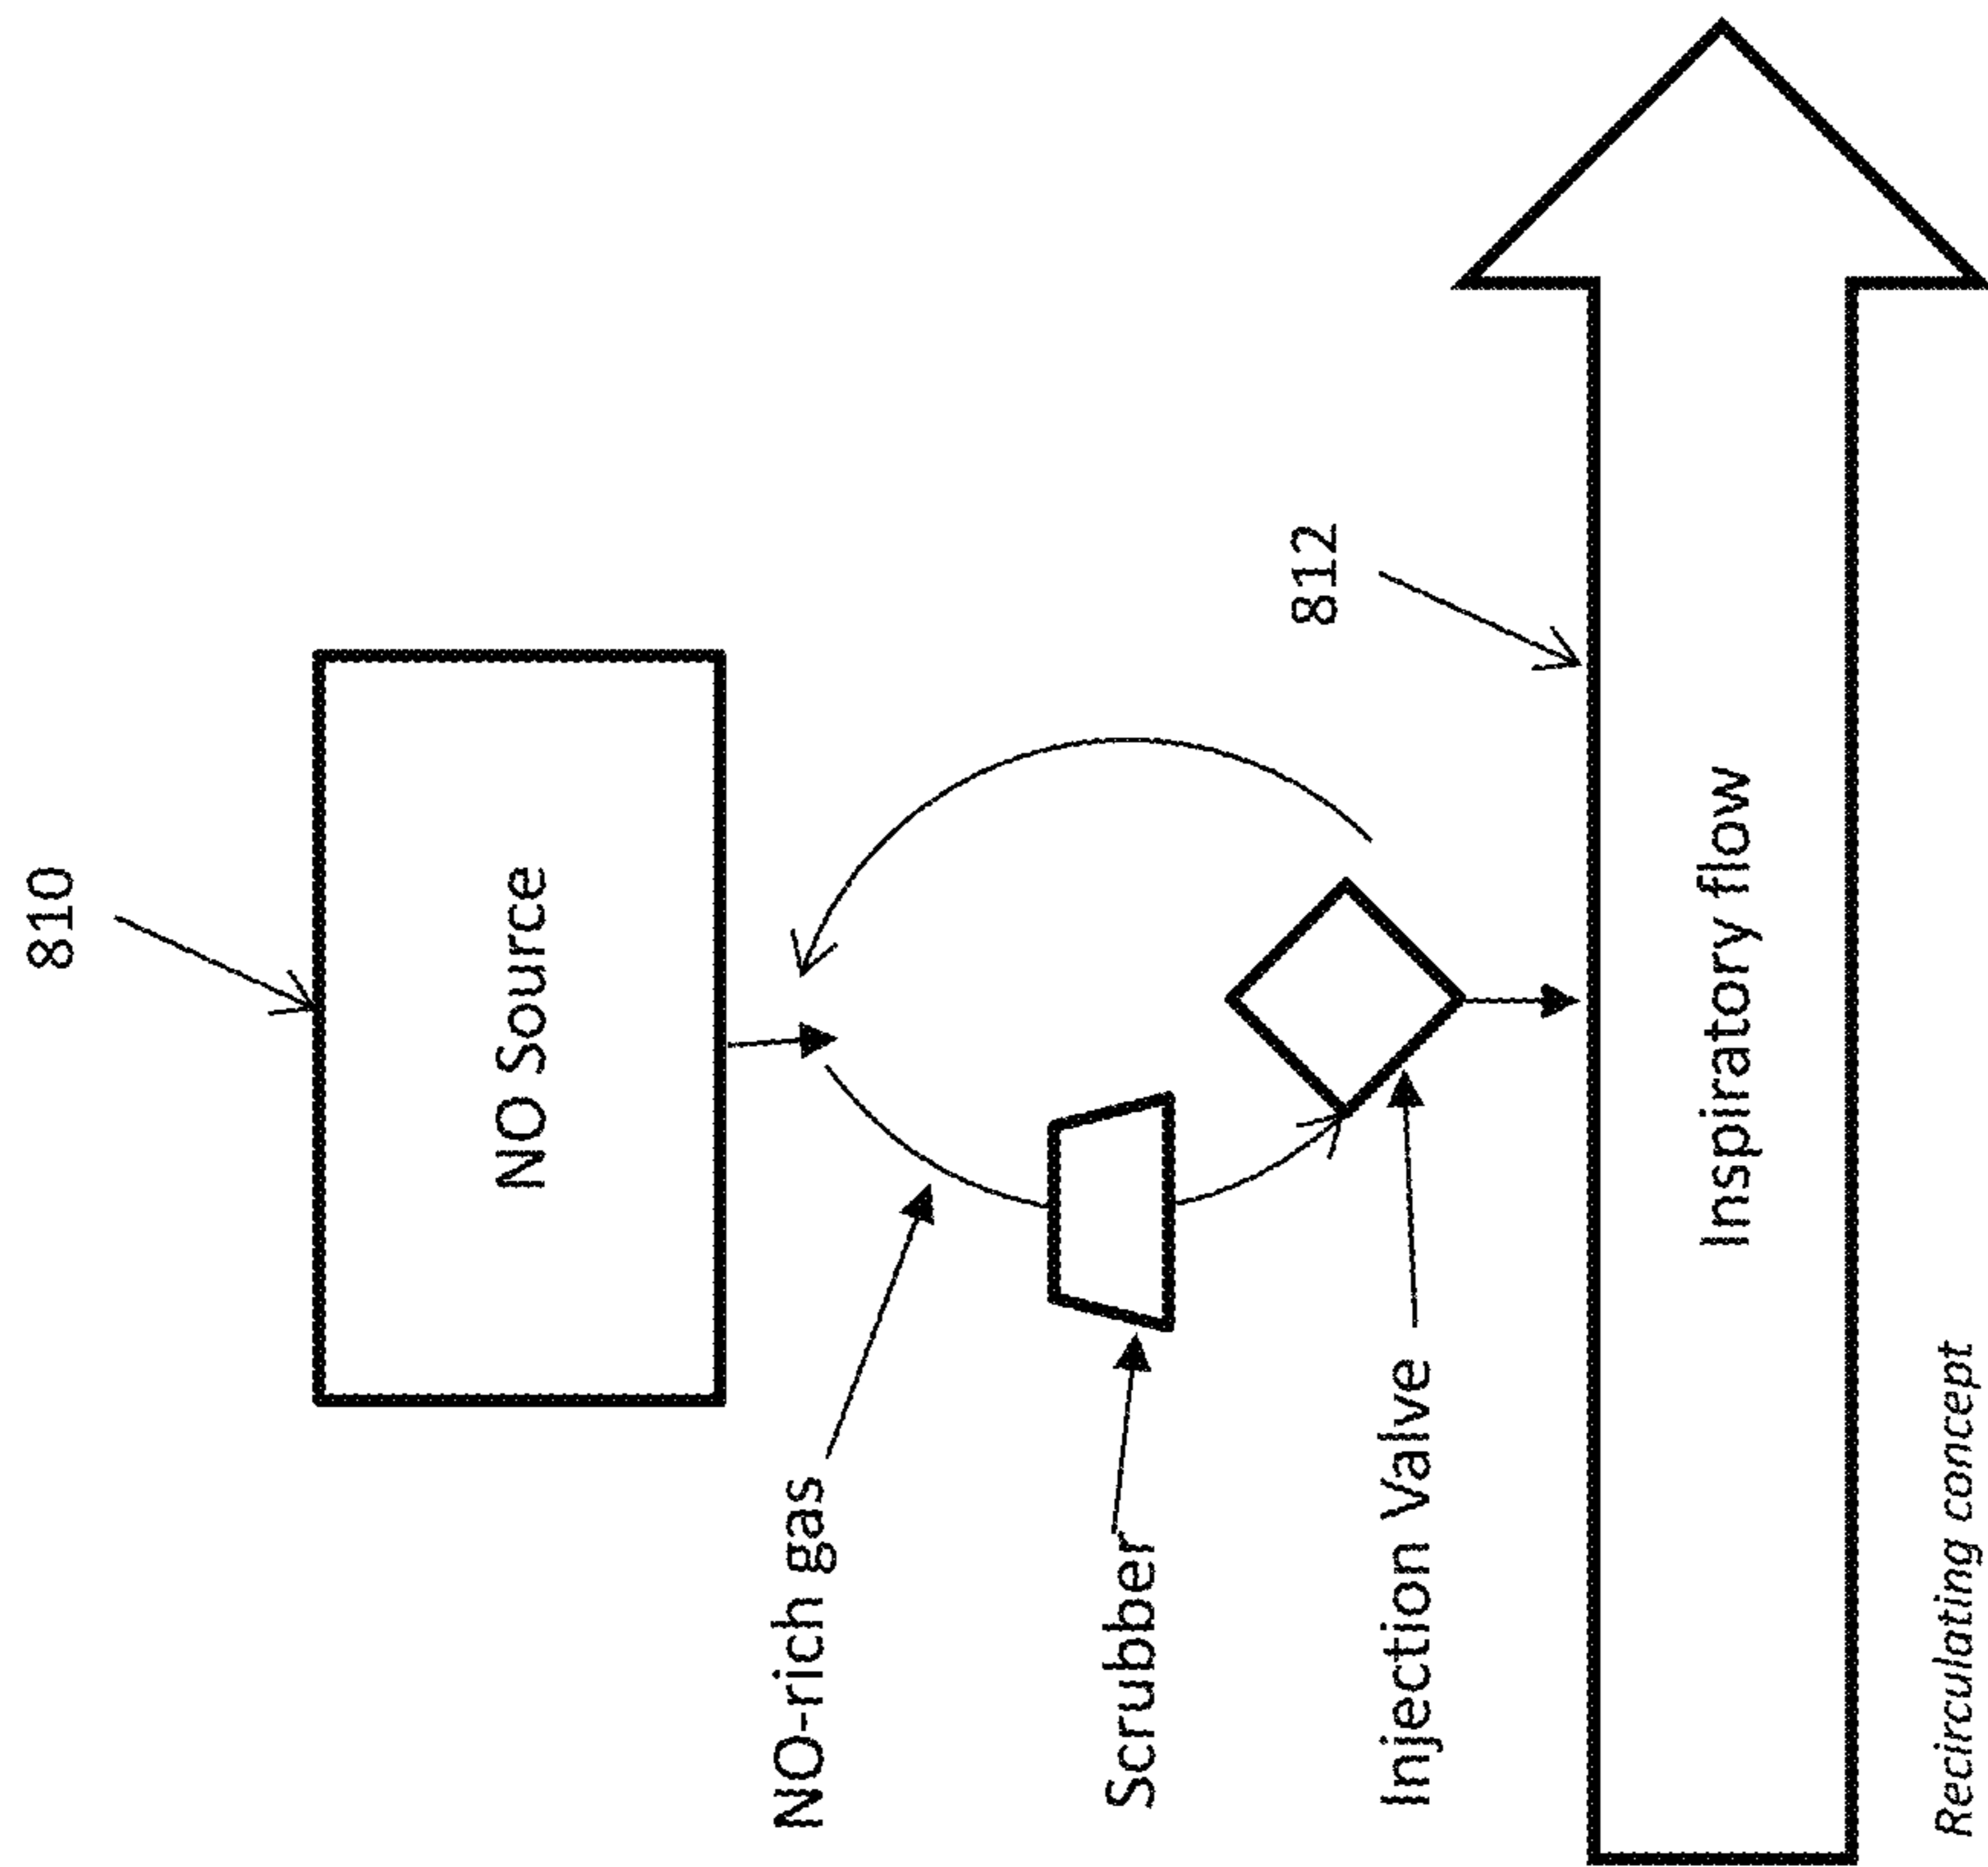 810
NO Source
NO-rich gas
Scrubber
812
Injection Valve
Inspiratory flow
Recirculating concept